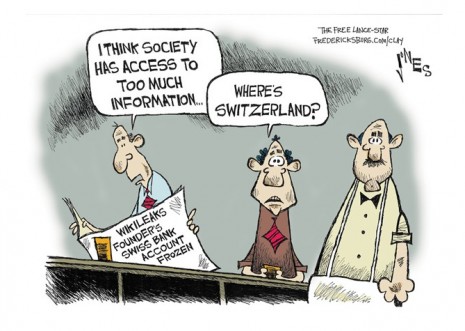 THE FREE LANCE-STAR
FREDERICKSBURG.COM/CLAY
JONES
I THINK SOCIETY
HAS ACCESS TO
TOO MUCH
INFORMATION...
WHERE'S
SWITZERLAND?
WIKILEAKS
FOUNDER'S
SWISS BANK
ACCOUNT
FROZEN